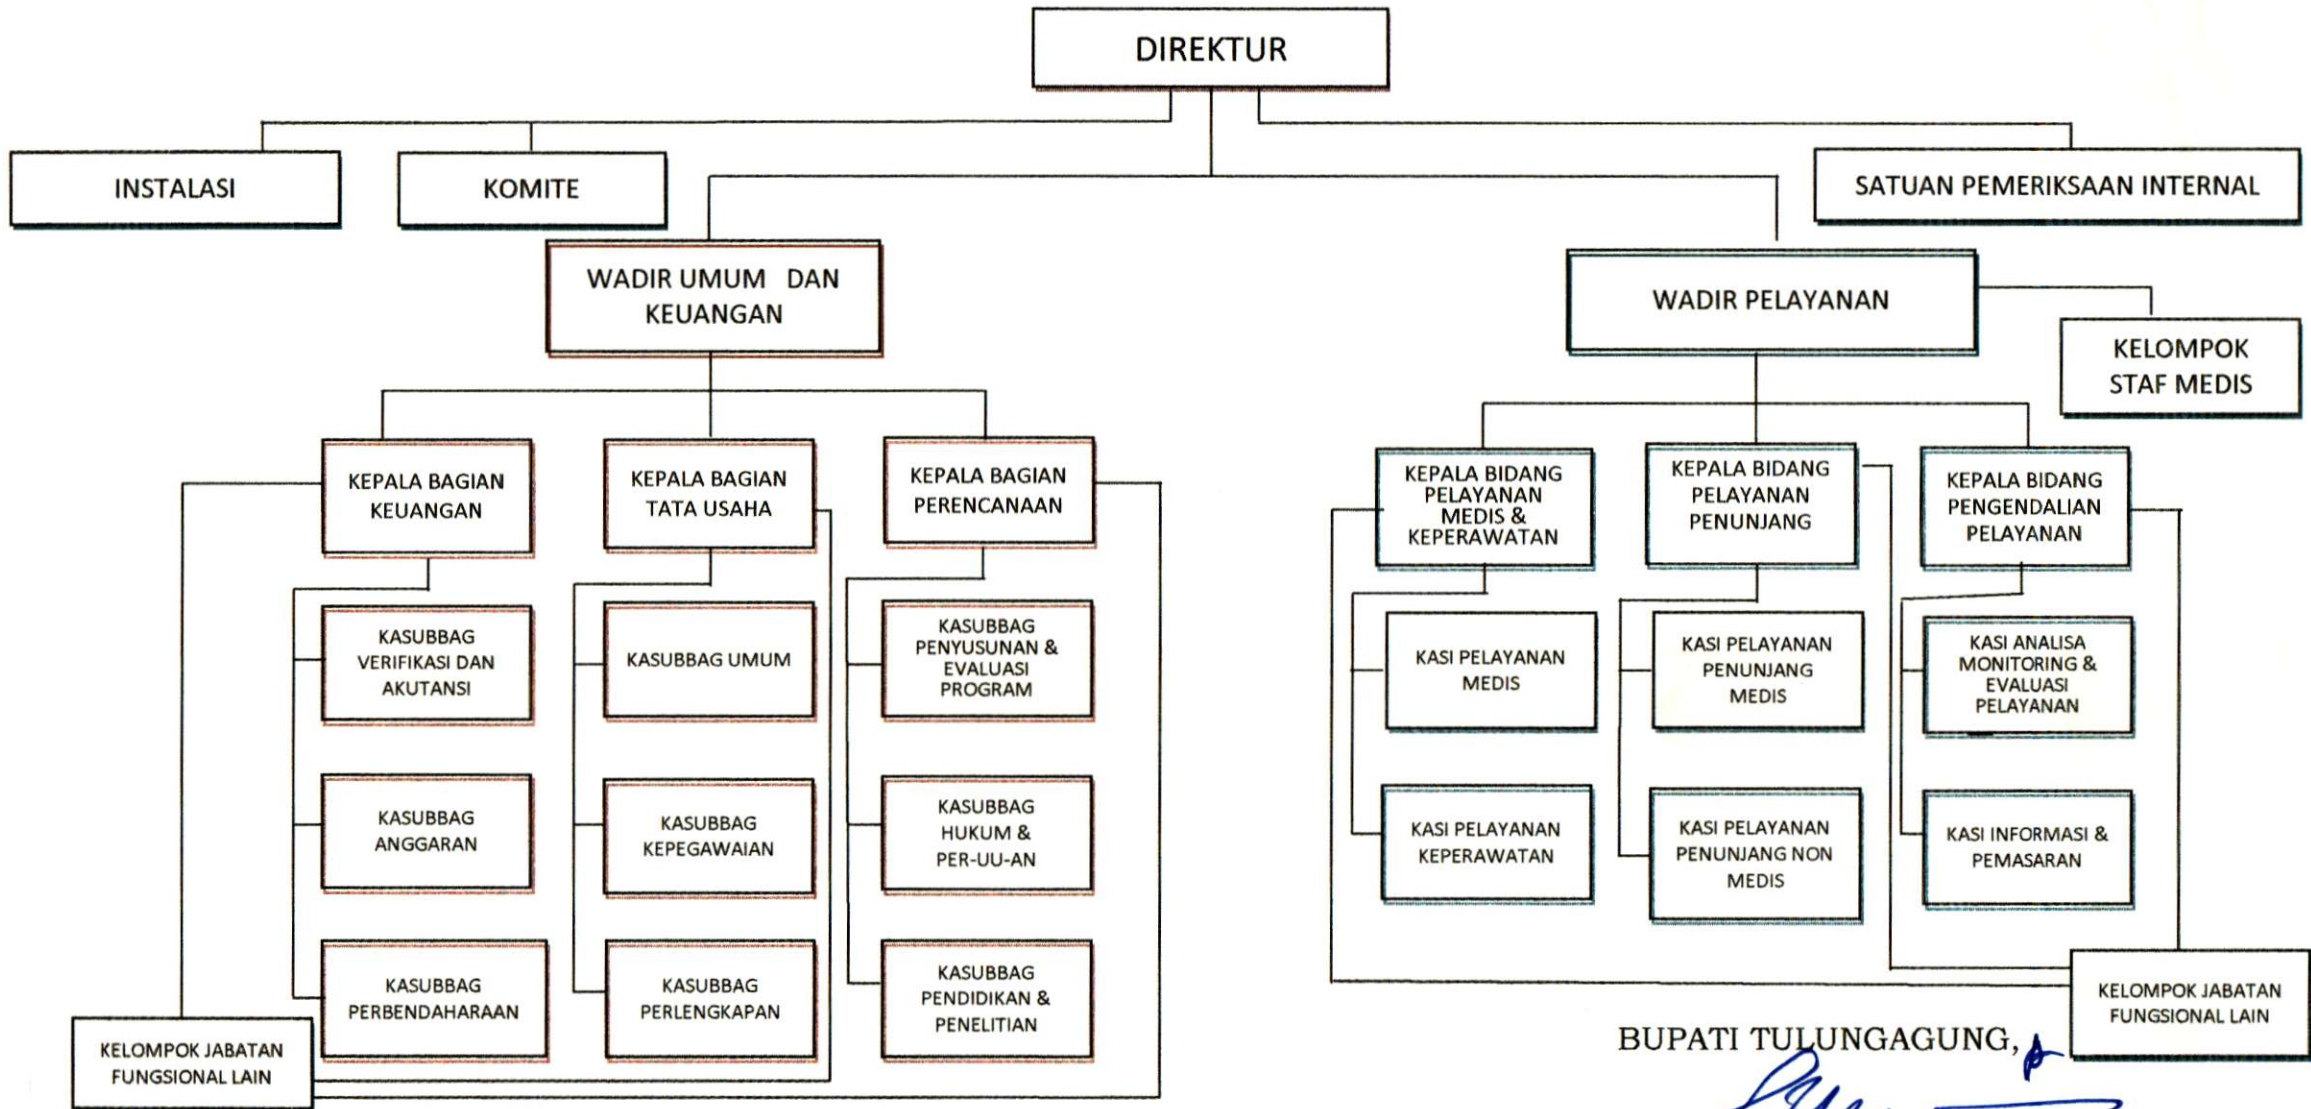 DIREKTUR
INSTALASI
KOMITE
SATUAN PEMERIKSAAN INTERNAL
WADIR UMUM DAN
KEUANGAN
WADIR PELAYANAN
KELOMPOK
STAF MEDIS
KEPALA BAGIAN
KEUANGAN
KEPALA BAGIAN
TATA USAHA
KEPALA BAGIAN
PERENCANAAN
KEPALA BIDANG
PELAYANAN
MEDIS &
KEPERAWATAN
KEPALA BIDANG
PELAYANAN
PENUNJANG
KEPALA BIDANG
PENGENDALIAN
PELAYANAN
KASUBBAG
VERIFIKASI DAN
AKUTANSI
KASUBBAG UMUM
KASUBBAG
PENYUSUNAN &
EVALUASI
PROGRAM
KASI PELAYANAN
MEDIS
KASI PELAYANAN
PENUNJANG
MEDIS
KASI ANALISA
MONITORING &
EVALUASI
PELAYANAN
KASUBBAG
ANGGARAN
KASUBBAG
KEPEGAWAIAN
KASUBBAG
HUKUM &
PER-UU-AN
KASI PELAYANAN
KEPERAWATAN
KASI PELAYANAN
PENUNJANG NON
MEDIS
KASI INFORMASI &
PEMASARAN
KASUBBAG
PERBENDAHARAAN
KASUBBAG
PERLENGKAPAN
KASUBBAG
PENDIDIKAN &
PENELITIAN
KELOMPOK JABATAN
FUNGSIONAL LAIN
KELOMPOK JABATAN
FUNGSIONAL LAIN
BUPATI TULUNGAGUNG,